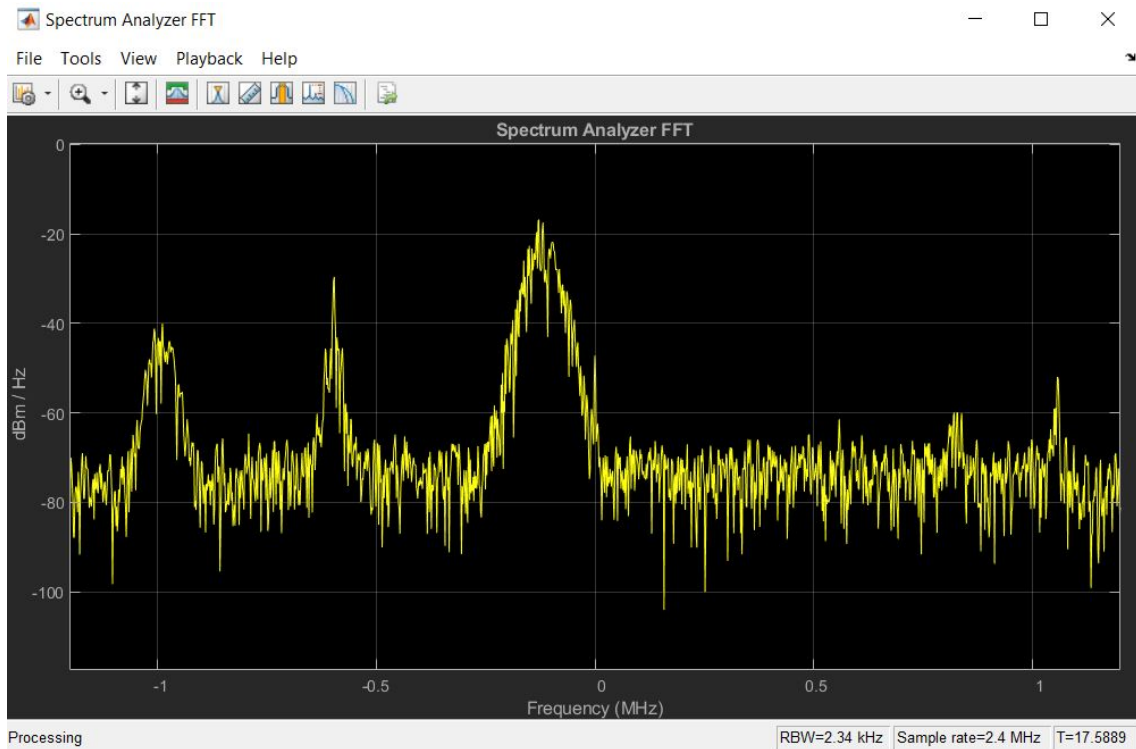 Spectrum Analyzer FFT
File Tools View Playback Help
Spectrum Analyzer FFT
0
-20
-40
-60
-80
-100
dBm / Hz
-1 -0.5 0 0.5 1
Frequency (MHz)
Processing RBW=2.34 kHz Sample rate=2.4 MHz T=17.5889